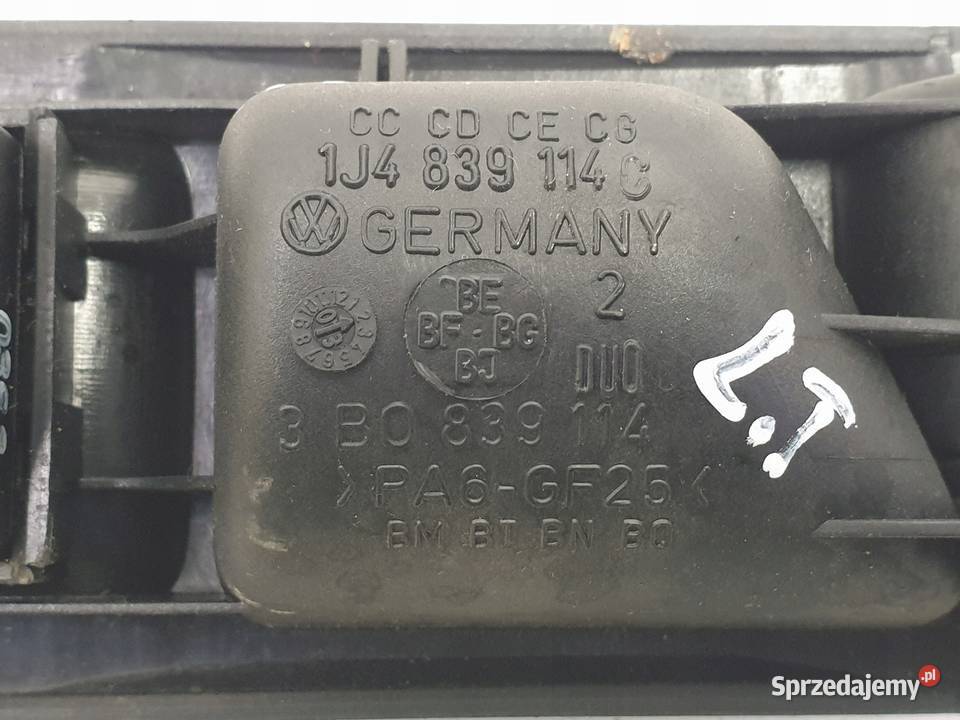 CC CD CE CG
1J4 839 114 C
VW GERMANY
2
BE
BF-BG
BJ
DUO
3 B0 839 114
>PA6-GF25<
BM BT BN BQ
L.T
Sprzedajemy.pl